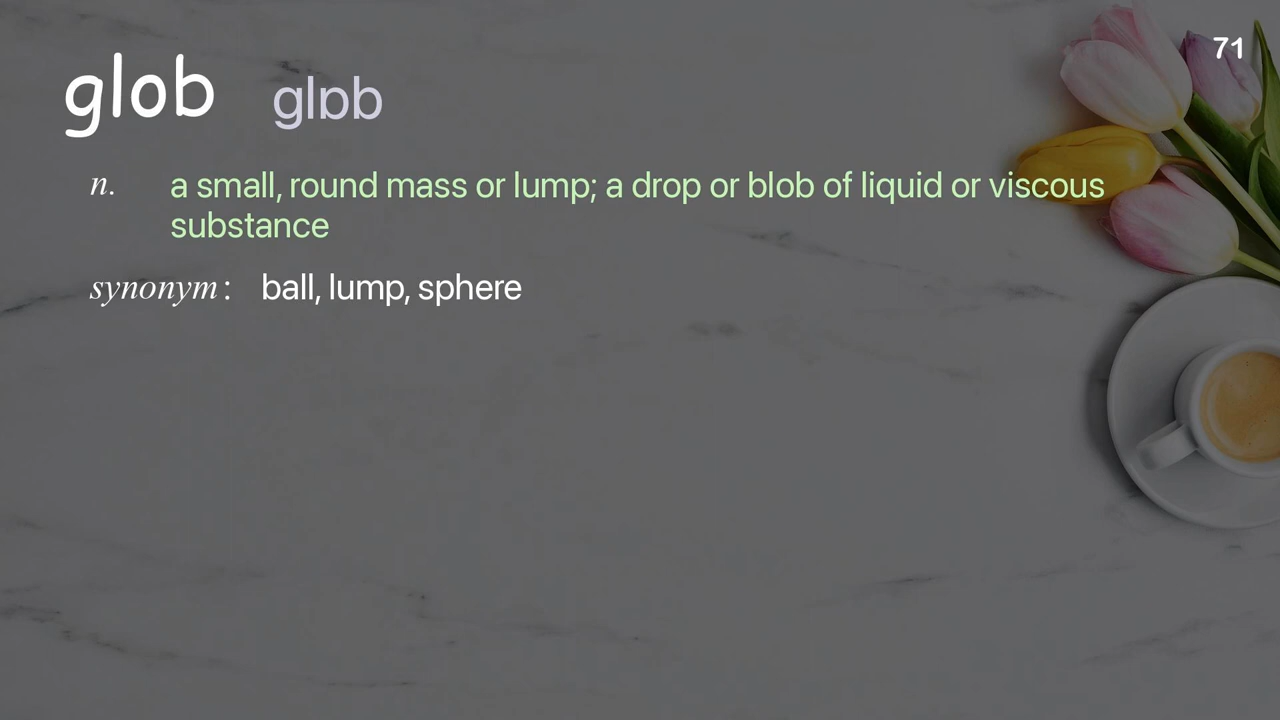 71
glob glɒb
n. a small, round mass or lump; a drop or blob of liquid or viscous
substance
synonym : ball, lump, sphere